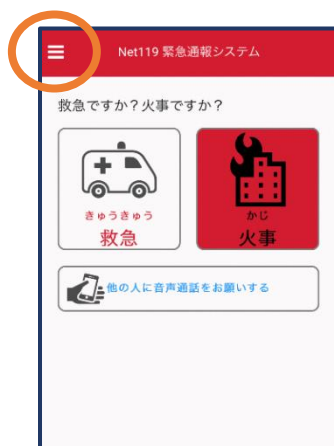 Net119 緊急通報システム
救急ですか？火事ですか？
きゅうきゅう
救急
かじ
火事
他の人に音声通話をお願いする